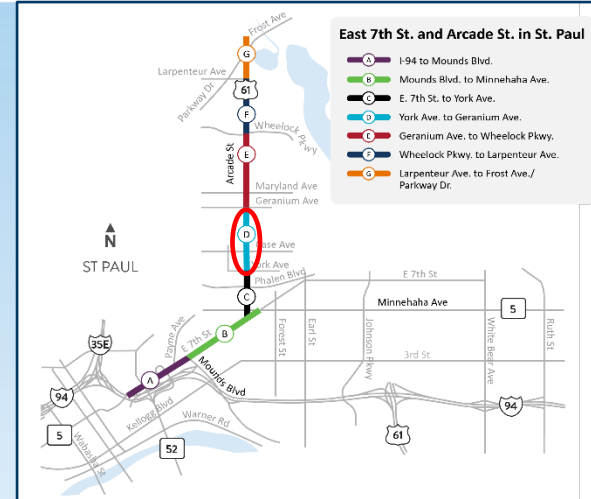 Frost Ave
G
Larpenteur Ave
Parkway Dr
61
F
Wheelock Pkwy
E
Arcade St
Maryland Ave
Geranium Ave
D
Case Ave
York Ave
Phalen Blvd
C
N
ST PAUL
East 7th St. and Arcade St. in St. Paul
A I-94 to Mounds Blvd.
B Mounds Blvd. to Minnehaha Ave.
C E. 7th St. to York Ave.
D York Ave. to Geranium Ave.
E Geranium Ave. to Wheelock Pkwy.
F Wheelock Pkwy. to Larpenteur Ave.
G Larpenteur Ave. to Frost Ave./
Parkway Dr.
E 7th St
Minnehaha Ave
5
Forest St
Earl St
Johnson Pkwy
White Bear Ave
Ruth St
3rd St
35E
Payne Ave
E 7th St
B
A
Mounds Blvd
94
Kellogg Blvd
Warner Rd
5
Wabasha St
52
61
94